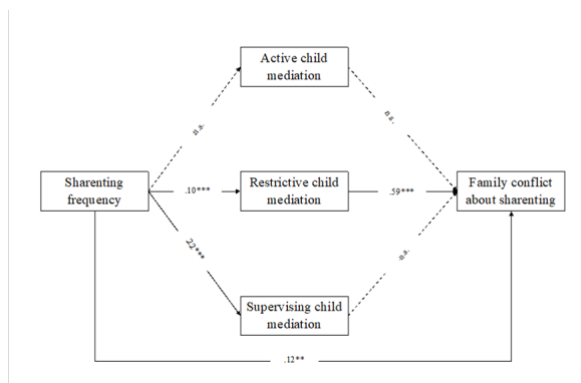 Active child
mediation
n.s.
n.s.
Sharenting
frequency
.10***
Restrictive child
mediation
.59***
Family conflict
about sharenting
.22***
n.s.
Supervising child
mediation
.12**